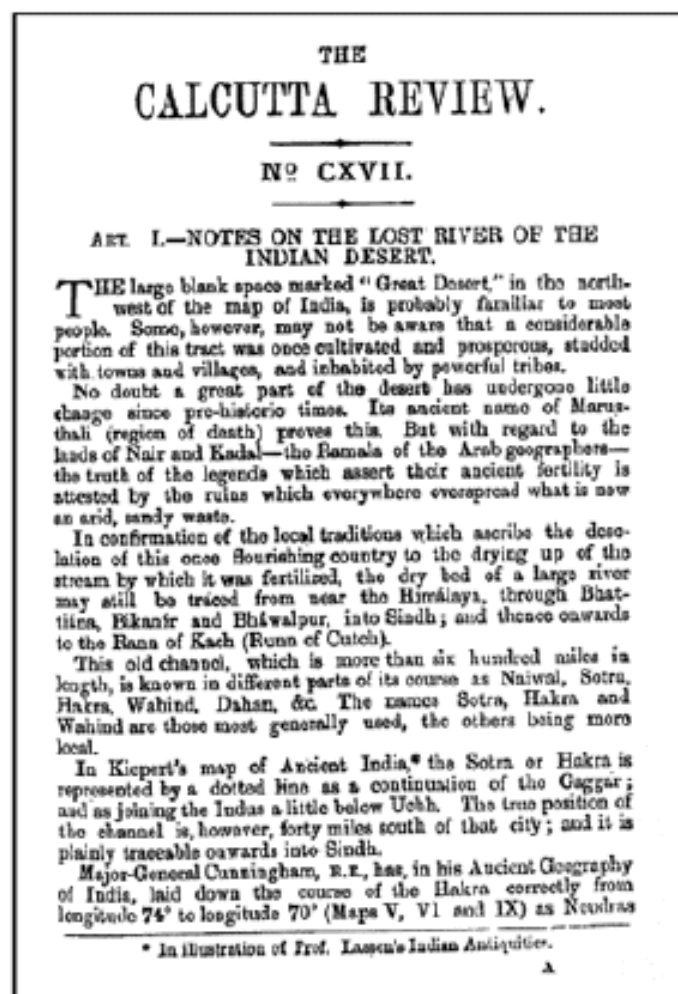 THE
CALCUTTA REVIEW.
No CXVII.
ART. I.—NOTES ON THE LOST RIVER OF THE
INDIAN DESERT.
THE large blank space marked "Great Desert," in the north-
west of the map of India, is probably familiar to most
people. Some, however, may not be aware that a considerable
portion of this tract was once cultivated and prosperous, studded
with towns and villages, and inhabited by powerful tribes.
No doubt a great part of the desert has undergone little
change since pre-historic times. Its ancient name of Marus-
thali (region of death) proves this. But with regard to the
lands of Nair and Kadal—the Ramala of the Arab geographers—
the truth of the legends which assert their ancient fertility is
attested by the ruins which everywhere overspread what is now
an arid, sandy waste.
In confirmation of the local traditions which ascribe the deso-
lation of this once flourishing country to the drying up of the
stream by which it was fertilized, the dry bed of a large river
may still be traced from near the Himálaya, through Bhat-
tiána, Bikanír and Bháwalpur, into Sindh; and thence onwards
to the Rann of Kach (Runn of Cutch).
This old channel, which is more than six hundred miles in
length, is known in different parts of its course as Naiwal, Sotra,
Hakra, Wahind, Dahan, &c. The names Sotra, Hakra and
Wahind are those most generally used, the others being more
local.
In Kiepert's map of Ancient India,* the Sotra or Hakra is
represented by a dotted line as a continuation of the Gaggar;
and as joining the Indus a little below Uchh. The true position of
the channel is, however, forty miles south of that city; and it is
plainly traceable onwards into Sindh.
Major-General Cunningham, R.E., has, in his Ancient Geography
of India, laid down the course of the Hakra correctly from
longitude 74° to longitude 70° (Maps V, VI and IX) as
* In illustration of Prof. Lassen's Indian Antiquities.
A